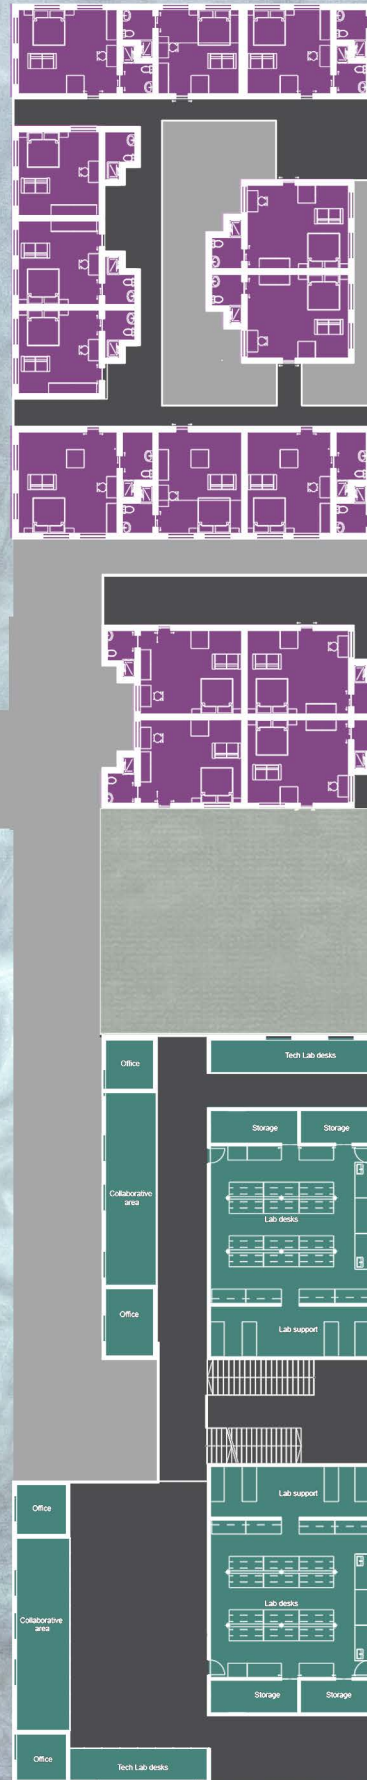 Office
Tech Lab desks
Storage
Storage
Collaborative
area
Lab desks
Office
Lab support
Lab support
Office
Lab desks
Collaborative
area
Storage
Storage
Office
Tech Lab desks